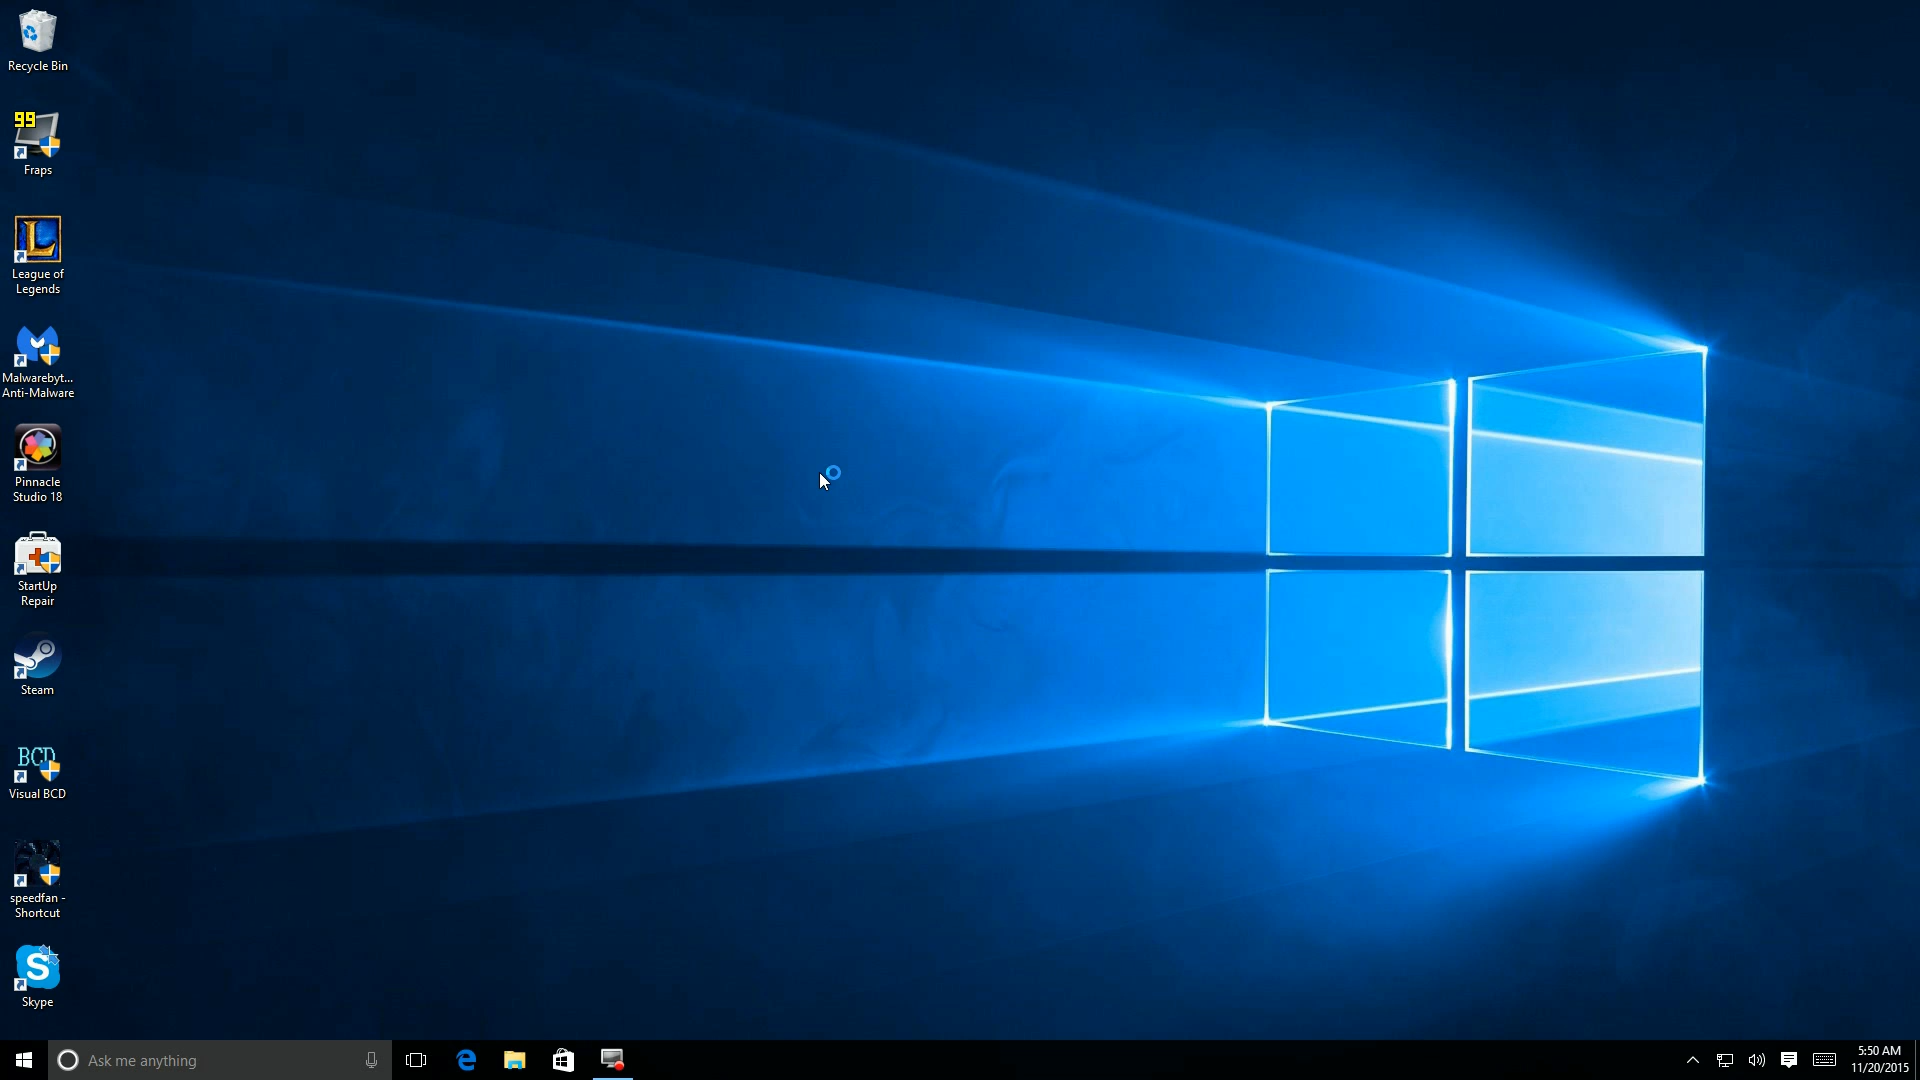 Recycle Bin
99
Fraps
L
League of
Legends
Malwarebyt...
Anti-Malware
Pinnacle
Studio 18
StartUp
Repair
Steam
BCD
Visual BCD
speedfan -
Shortcut
S
Skype
Ask me anything
5:50 AM
11/20/2015